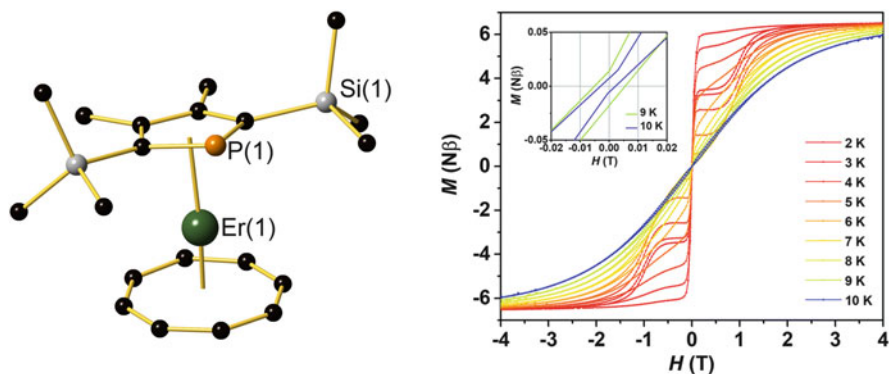 Si(1)
P(1)
Er(1)
M (Nβ)
6
4
2
0
-2
-4
-6
-4 -3 -2 -1 0 1 2 3 4
H (T)
0.05
0.00
-0.05
M (Nβ)
-0.02 -0.01 0.00 0.01 0.02
H (T)
9 K
10 K
2 K
3 K
4 K
5 K
6 K
7 K
8 K
9 K
10 K